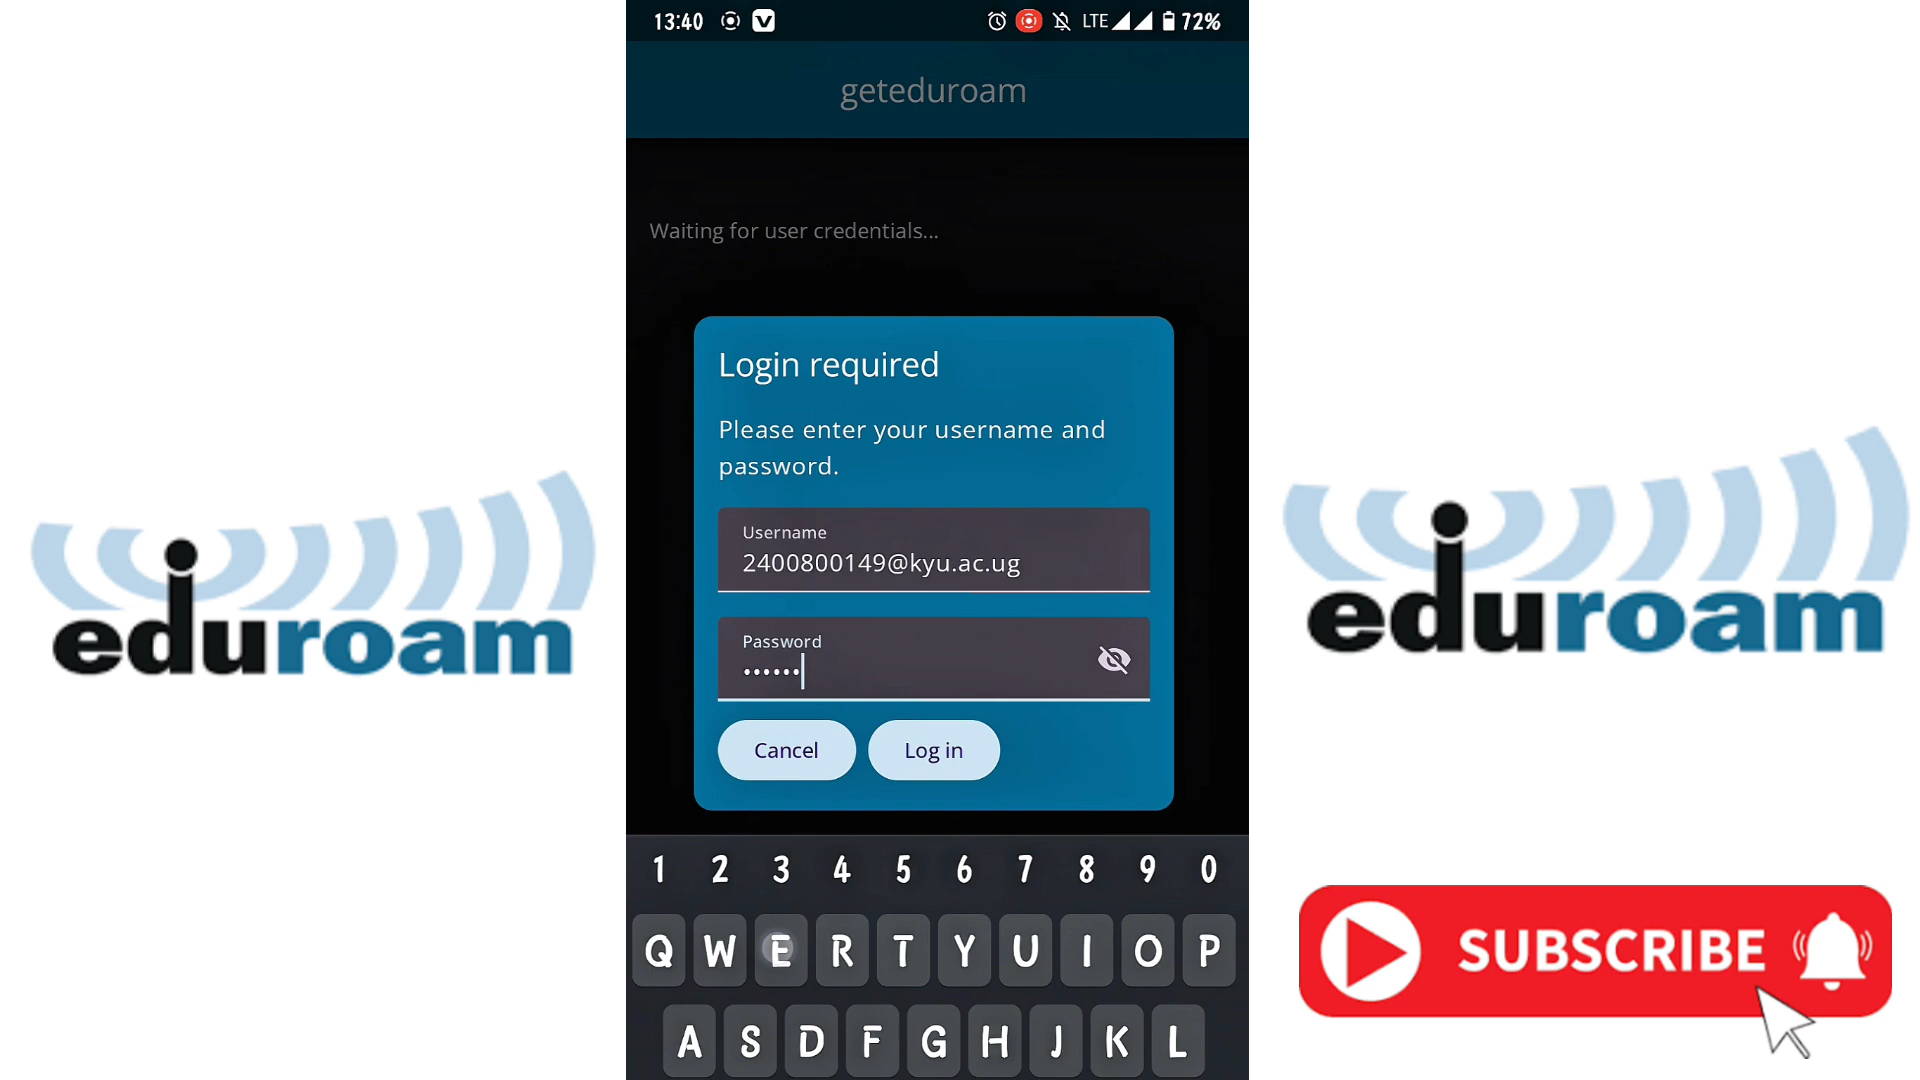 13:40
LTE 72%
geteduroam
Waiting for user credentials...
Login required
Please enter your username and
password.
Username
2400800149@kyu.ac.ug
Password
••••••
Cancel
Log in
1 2 3 4 5 6 7 8 9 0
Q W E R T Y U I O P
A S D F G H J K L
eduroam
eduroam
SUBSCRIBE